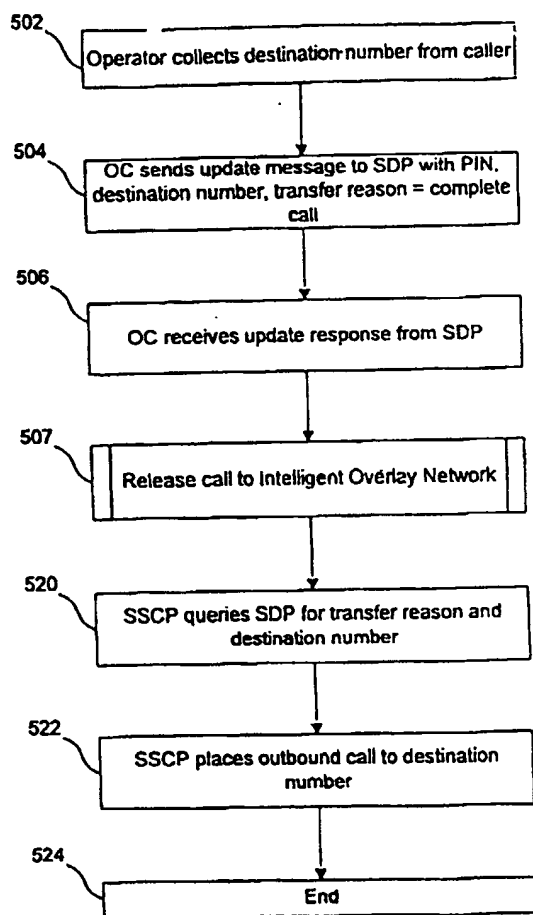 502
Operator collects destination number from caller
504
OC sends update message to SDP with PIN,
destination number, transfer reason = complete
call
506
OC receives update response from SDP
507
Release call to Intelligent Overlay Network
520
SSCP queries SDP for transfer reason and
destination number
522
SSCP places outbound call to destination
number
524
End